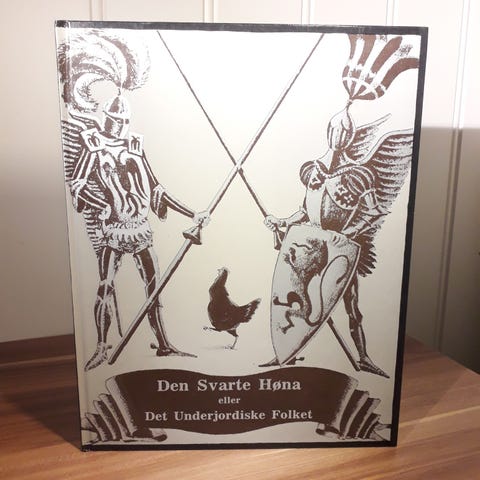 Den Svarte Høna
eller
Det Underjordiske Folket